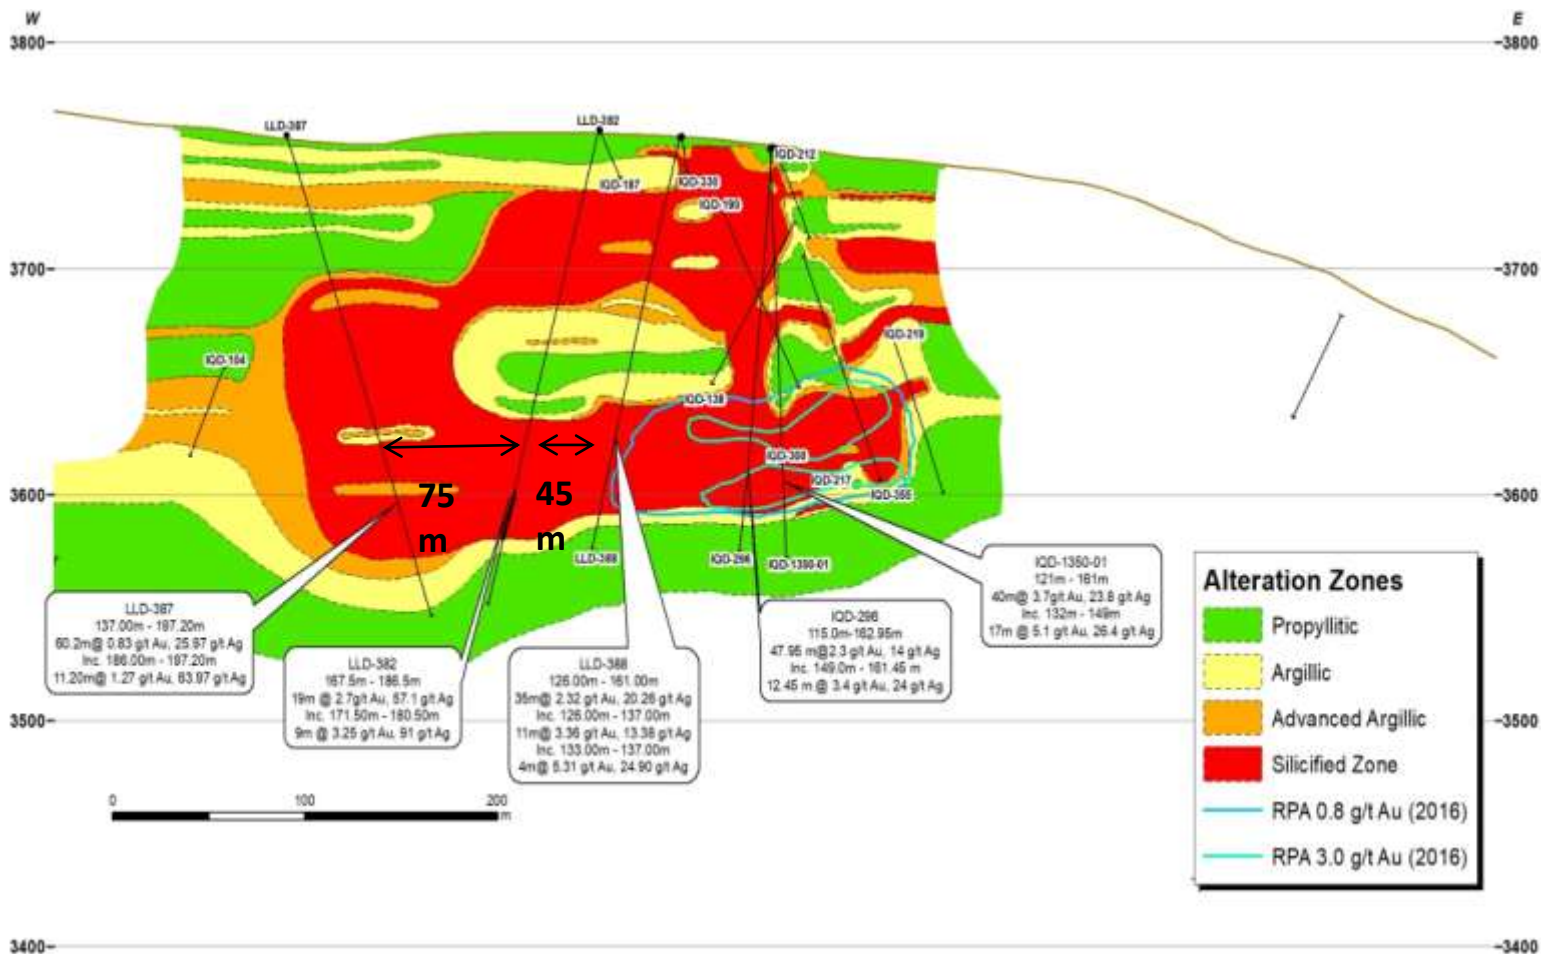 W
E
3800
3800
LLD-387
LLD-382
IQD-212
IQD-187
IQD-330
IQD-190
3700
3700
IQD-219
IQD-104
IQD-138
IQD-308
75
m
45
m
IQD-217
IQD-355
3600
3600
LLD-388
IQD-296
IQD-1350-01
LLD-387
137.00m - 197.20m
60.2m@ 0.83 g/t Au, 25.97 g/t Ag
Inc. 186.00m - 197.20m
11.20m@ 1.27 g/t Au, 63.97 g/t Ag
LLD-382
167.5m - 186.5m
19m @ 2.7g/t Au, 57.1 g/t Ag
Inc. 171.50m - 180.50m
9m @ 3.25 g/t Au, 91 g/t Ag
LLD-388
126.00m - 161.00m
35m@ 2.32 g/t Au, 20.26 g/t Ag
Inc. 126.00m - 137.00m
11m@ 3.36 g/t Au, 13.38 g/t Ag
Inc. 133.00m - 137.00m
4m@ 5.31 g/t Au, 24.90 g/t Ag
IQD-296
115.0m-162.95m
47.95 m@2.3 g/t Au, 14 g/t Ag
Inc. 149.0m - 161.45 m
12.45 m @ 3.4 g/t Au, 24 g/t Ag
IQD-1350-01
121m - 161m
40m@ 3.7g/t Au, 23.8 g/t Ag
Inc. 132m - 149m
17m @ 5.1 g/t Au, 26.4 g/t Ag
Alteration Zones
Propyllitic
Argillic
Advanced Argillic
Silicified Zone
RPA 0.8 g/t Au (2016)
RPA 3.0 g/t Au (2016)
3500
3500
0
100
200
m
3400
3400